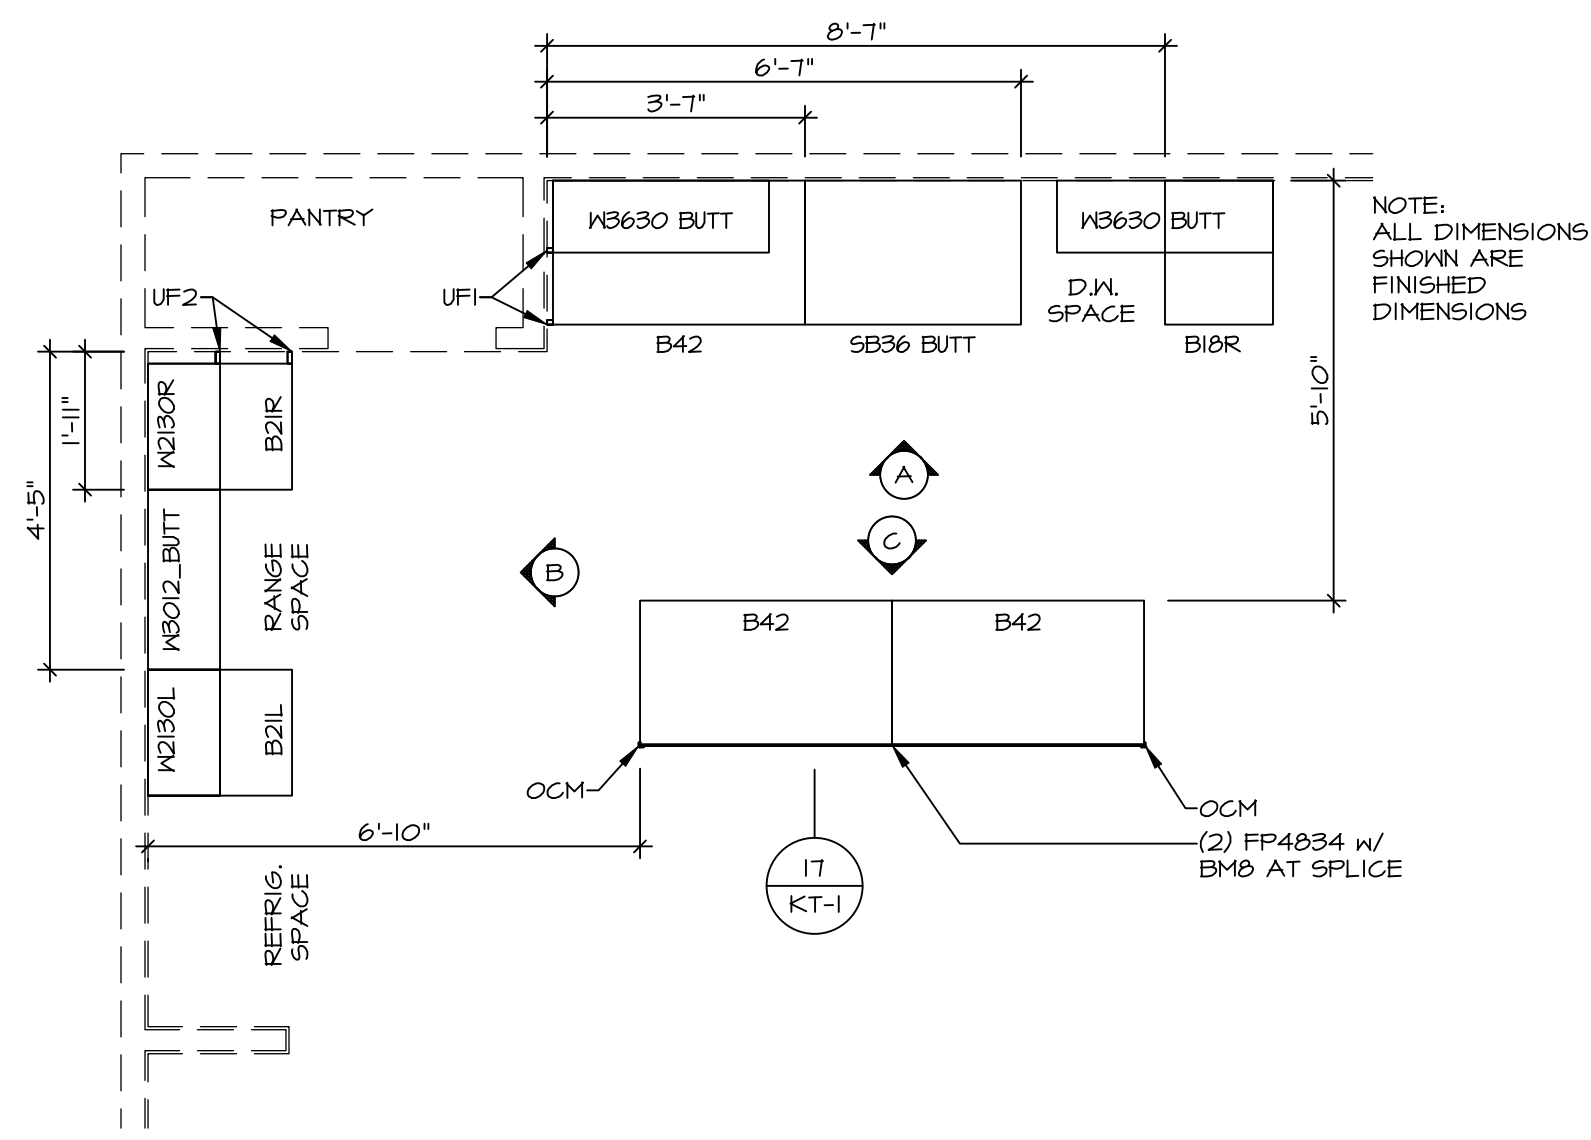 8'-7"
6'-7"
3'-7"
PANTRY
W3630 BUTT
W3630 BUTT
NOTE:
ALL DIMENSIONS
SHOWN ARE
FINISHED
DIMENSIONS
UF2
UF1
D.W.
SPACE
B42
SB36 BUTT
B18R
1'-11"
W2130R
B21R
5'-10"
A
4'-5"
C
W3012_BUTT
RANGE
SPACE
B
B42
B42
W2130L
B21L
OCM
OCM
6'-10"
(2) FP4834 W/
BM8 AT SPLICE
17
KT-1
REFRIG.
SPACE